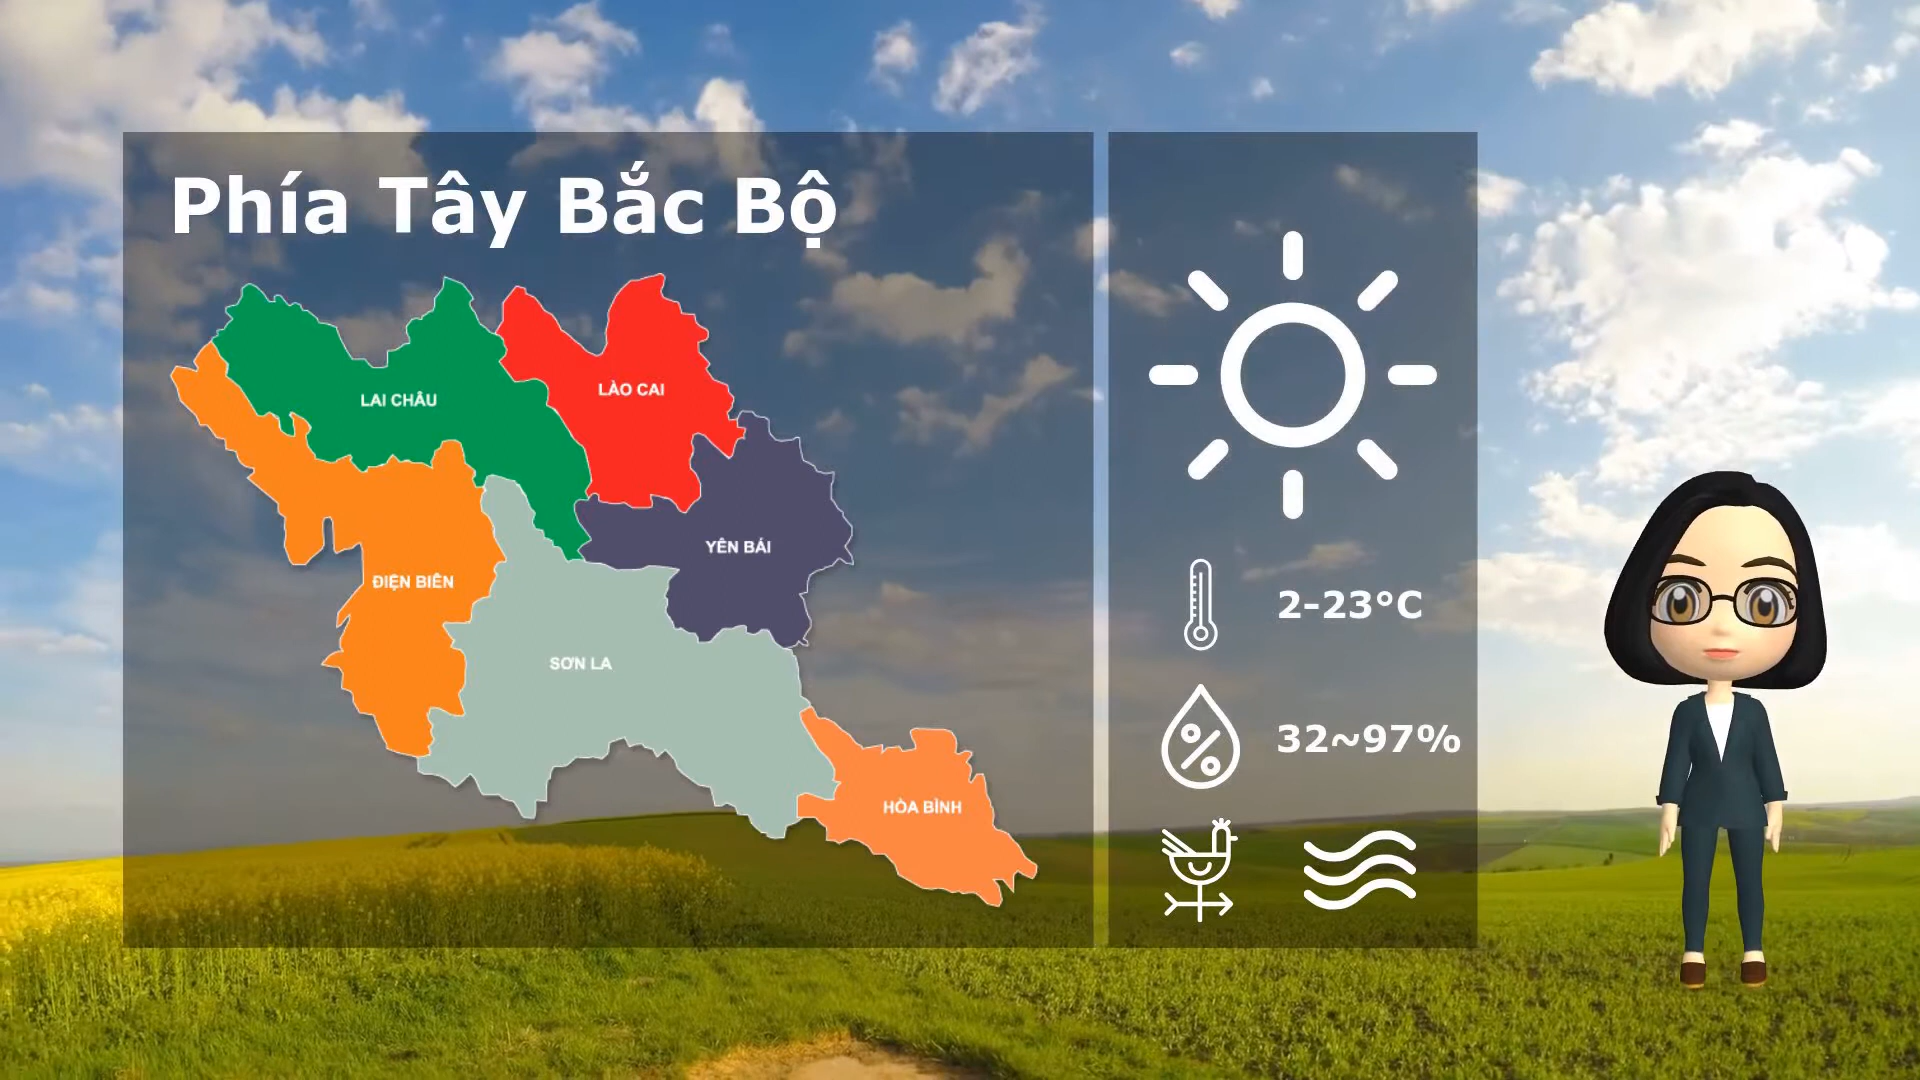 Phía Tây Bắc Bộ
LAI CHÂU
LÀO CAI
YÊN BÁI
ĐIỆN BIÊN
SƠN LA
HÒA BÌNH
2-23°C
32~97%